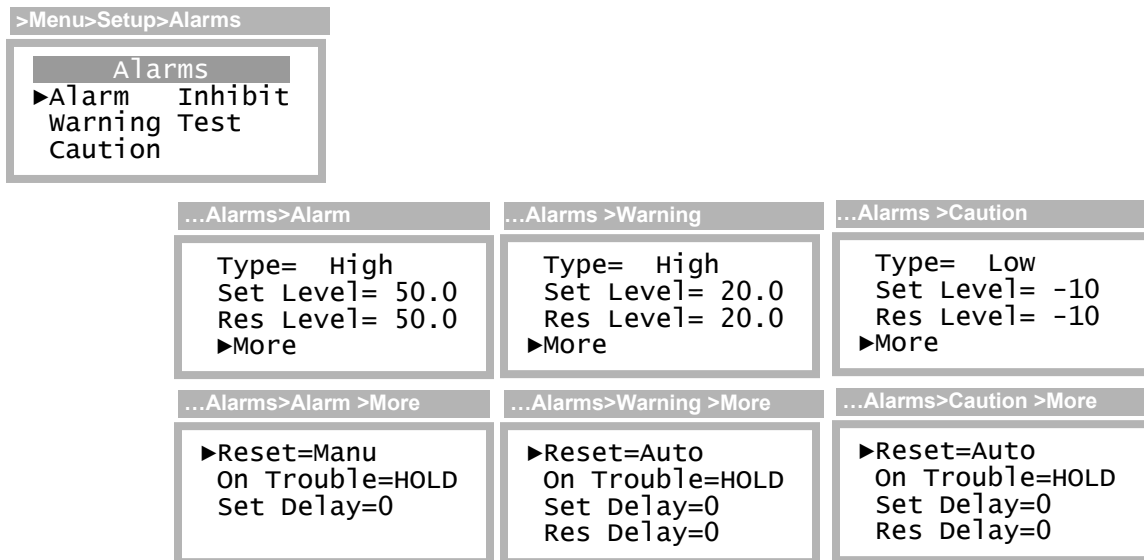 >Menu>Setup>Alarms
Alarms
►Alarm Inhibit
Warning Test
Caution
...Alarms>Alarm
Type= High
Set Level= 50.0
Res Level= 50.0
►More
...Alarms >Warning
Type= High
Set Level= 20.0
Res Level= 20.0
►More
...Alarms >Caution
Type= Low
Set Level= -10
Res Level= -10
►More
...Alarms>Alarm >More
►Reset=Manu
On Trouble=HOLD
Set Delay=0
...Alarms>Warning >More
►Reset=Auto
On Trouble=HOLD
Set Delay=0
Res Delay=0
...Alarms>Caution >More
►Reset=Auto
On Trouble=HOLD
Set Delay=0
Res Delay=0